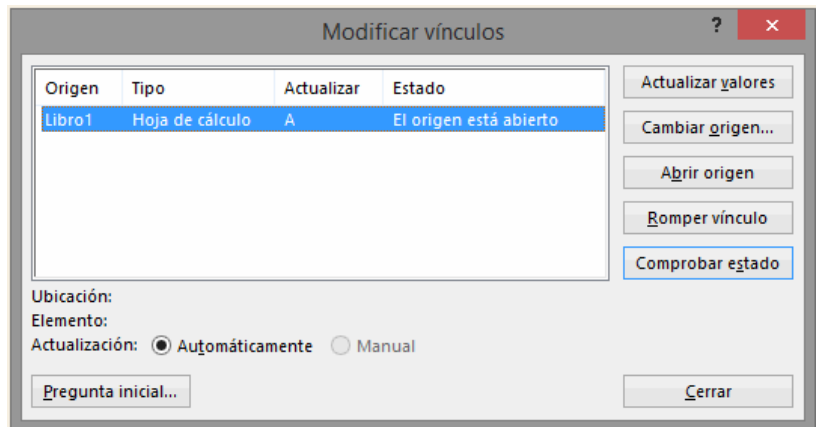 Modificar vínculos
?
Origen Tipo Actualizar Estado
Libro1 Hoja de cálculo A El origen está abierto
Actualizar valores
Cambiar origen...
Abrir origen
Romper vínculo
Comprobar estado
Ubicación:
Elemento:
Actualización: Automáticamente Manual
Pregunta inicial...
Cerrar